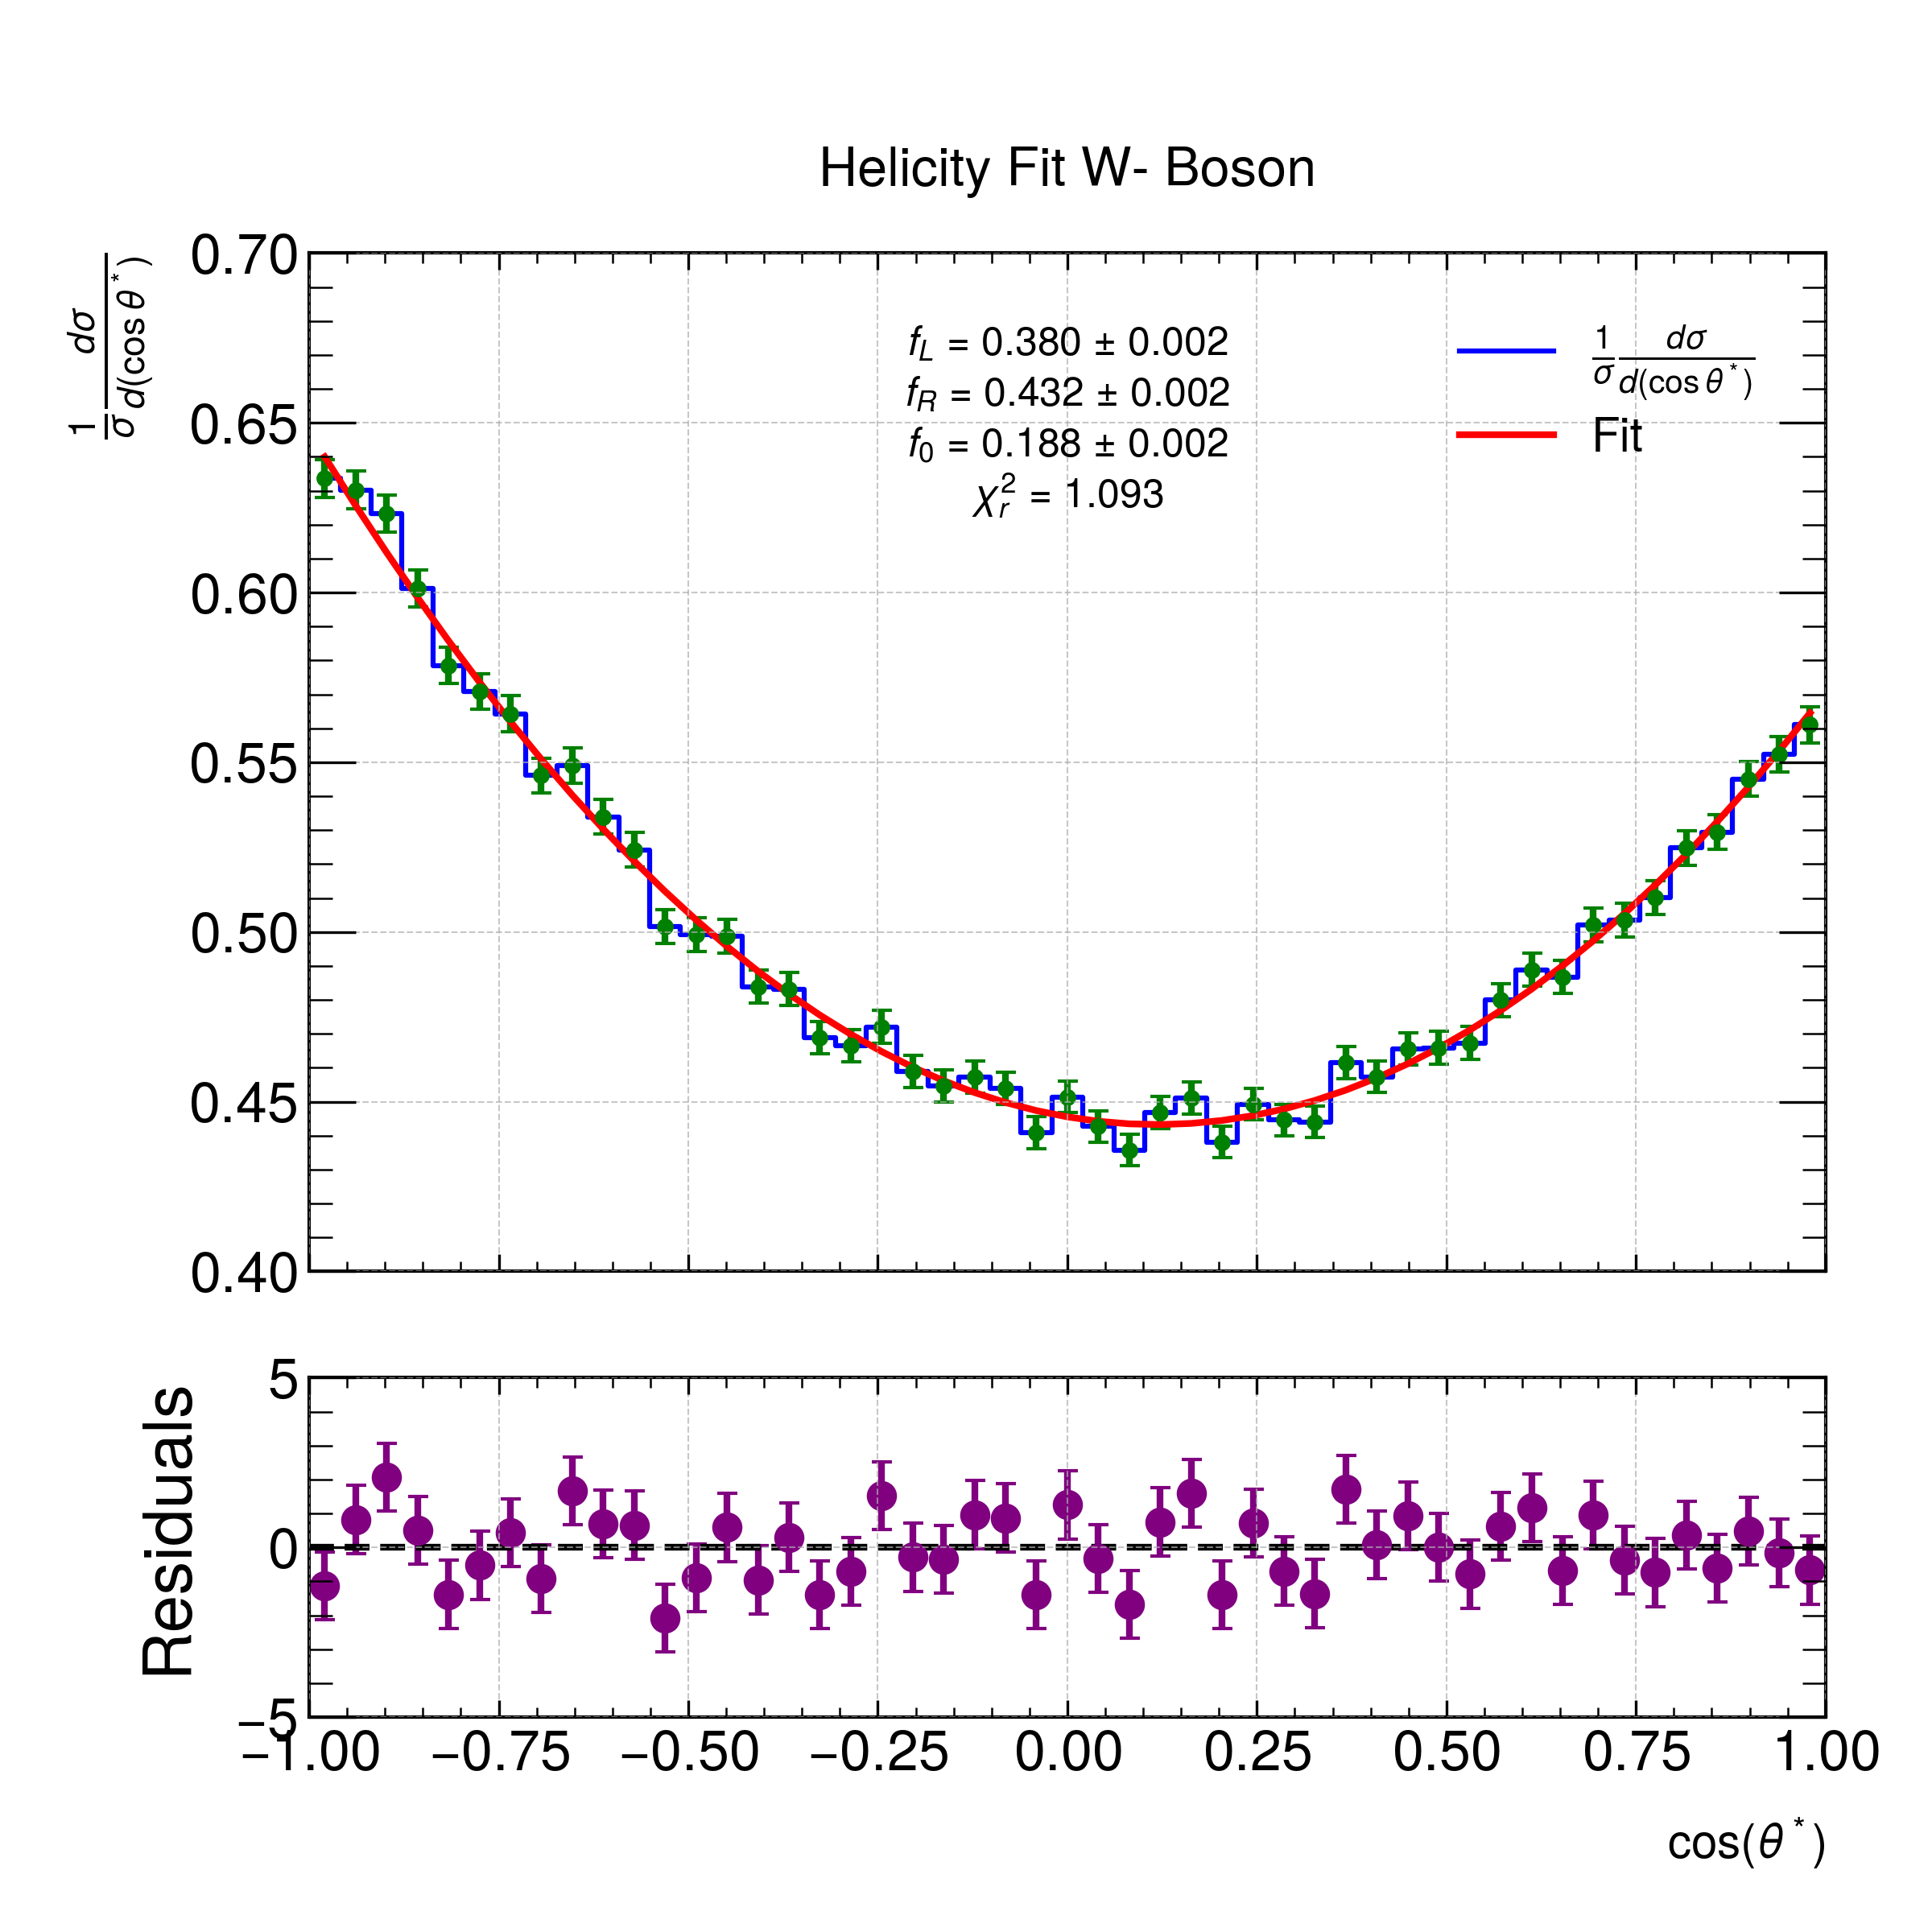 Helicity Fit W- Boson
1/σ dσ/d(cos θ*)
0.70
0.65
0.60
0.55
0.50
0.45
0.40
f_L = 0.380 ± 0.002
f_R = 0.432 ± 0.002
f_0 = 0.188 ± 0.002
χ_r^2 = 1.093
1/σ dσ/d(cos θ*)
Fit
Residuals
5
0
−5
−1.00 −0.75 −0.50 −0.25 0.00 0.25 0.50 0.75 1.00
cos(θ*)